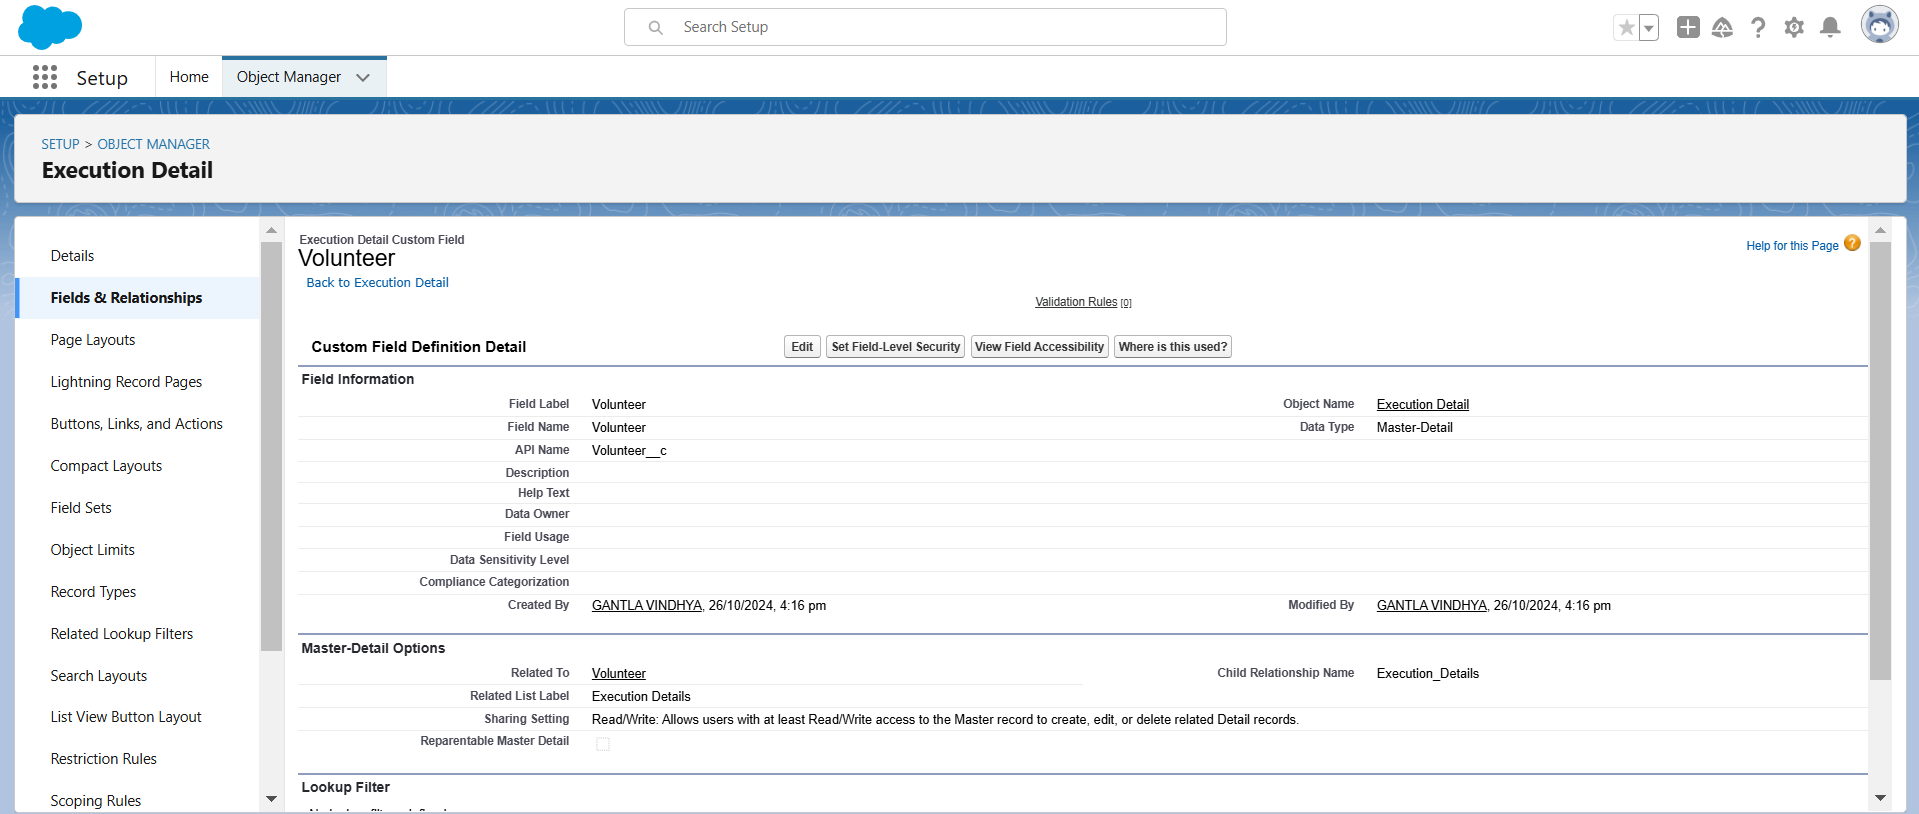 Search Setup
Setup
Home
Object Manager
SETUP > OBJECT MANAGER
Execution Detail
Details
Fields & Relationships
Page Layouts
Lightning Record Pages
Buttons, Links, and Actions
Compact Layouts
Field Sets
Object Limits
Record Types
Related Lookup Filters
Search Layouts
List View Button Layout
Restriction Rules
Scoping Rules
Execution Detail Custom Field
Volunteer
Help for this Page
Back to Execution Detail
Validation Rules [0]
Custom Field Definition Detail
Edit Set Field-Level Security View Field Accessibility Where is this used?
Field Information
Field Label Volunteer Object Name Execution Detail
Field Name Volunteer Data Type Master-Detail
API Name Volunteer__c
Description
Help Text
Data Owner
Field Usage
Data Sensitivity Level
Compliance Categorization
Created By GANTLA VINDHYA, 26/10/2024, 4:16 pm Modified By GANTLA VINDHYA, 26/10/2024, 4:16 pm
Master-Detail Options
Related To Volunteer Child Relationship Name Execution_Details
Related List Label Execution Details
Sharing Setting Read/Write: Allows users with at least Read/Write access to the Master record to create, edit, or delete related Detail records.
Reparentable Master Detail
Lookup Filter